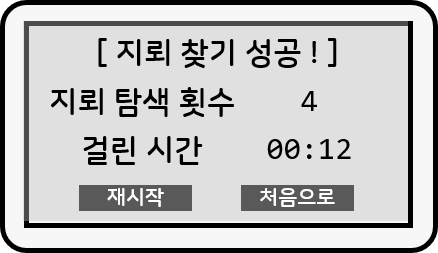 [ 지뢰 찾기 성공 ! ]
지뢰 탐색 횟수 4
걸린 시간 00:12
재시작 처음으로